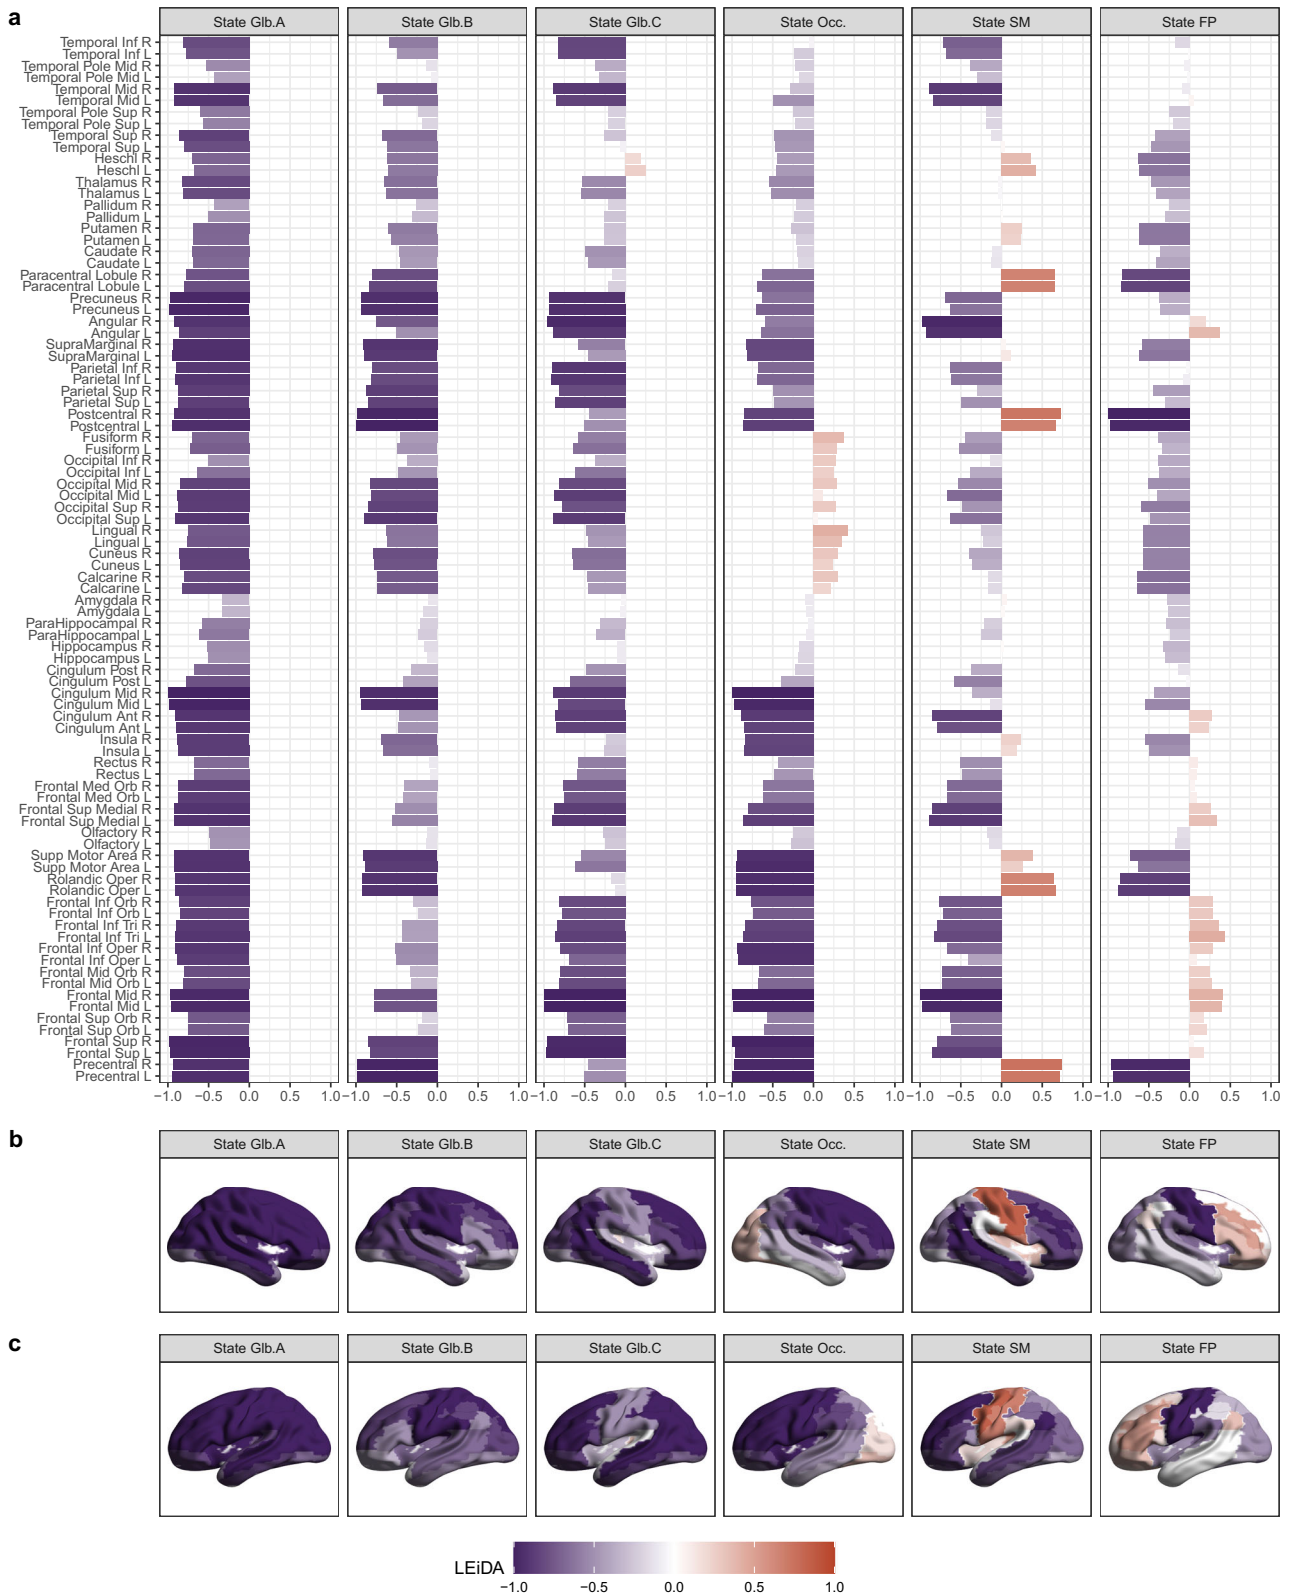 a
State Glb.A State Glb.B State Glb.C State Occ. State SM State FP
Temporal Inf R
Temporal Inf L
Temporal Pole Mid R
Temporal Pole Mid L
Temporal Mid R
Temporal Mid L
Temporal Pole Sup R
Temporal Pole Sup L
Temporal Sup R
Temporal Sup L
Heschl R
Heschl L
Thalamus R
Thalamus L
Pallidum R
Pallidum L
Putamen R
Putamen L
Caudate R
Caudate L
Paracentral Lobule R
Paracentral Lobule L
Precuneus R
Precuneus L
Angular R
Angular L
SupraMarginal R
SupraMarginal L
Parietal Inf R
Parietal Inf L
Parietal Sup R
Parietal Sup L
Postcentral R
Postcentral L
Fusiform R
Fusiform L
Occipital Inf R
Occipital Inf L
Occipital Mid R
Occipital Mid L
Occipital Sup R
Occipital Sup L
Lingual R
Lingual L
Cuneus R
Cuneus L
Calcarine R
Calcarine L
Amygdala R
Amygdala L
ParaHippocampal R
ParaHippocampal L
Hippocampus R
Hippocampus L
Cingulum Post R
Cingulum Post L
Cingulum Mid R
Cingulum Mid L
Cingulum Ant R
Cingulum Ant L
Insula R
Insula L
Rectus R
Rectus L
Frontal Med Orb R
Frontal Med Orb L
Frontal Sup Medial R
Frontal Sup Medial L
Olfactory R
Olfactory L
Supp Motor Area R
Supp Motor Area L
Rolandic Oper R
Rolandic Oper L
Frontal Inf Orb R
Frontal Inf Orb L
Frontal Inf Tri R
Frontal Inf Tri L
Frontal Inf Oper R
Frontal Inf Oper L
Frontal Mid Orb R
Frontal Mid Orb L
Frontal Mid R
Frontal Mid L
Frontal Sup Orb R
Frontal Sup Orb L
Frontal Sup R
Frontal Sup L
Precentral R
Precentral L
−1.0 −0.5 0.0 0.5 1.0 −1.0 −0.5 0.0 0.5 1.0 −1.0 −0.5 0.0 0.5 1.0 −1.0 −0.5 0.0 0.5 1.0 −1.0 −0.5 0.0 0.5 1.0 −1.0 −0.5 0.0 0.5 1.0
b
State Glb.A State Glb.B State Glb.C State Occ. State SM State FP
c
State Glb.A State Glb.B State Glb.C State Occ. State SM State FP
LEiDA
−1.0 −0.5 0.0 0.5 1.0